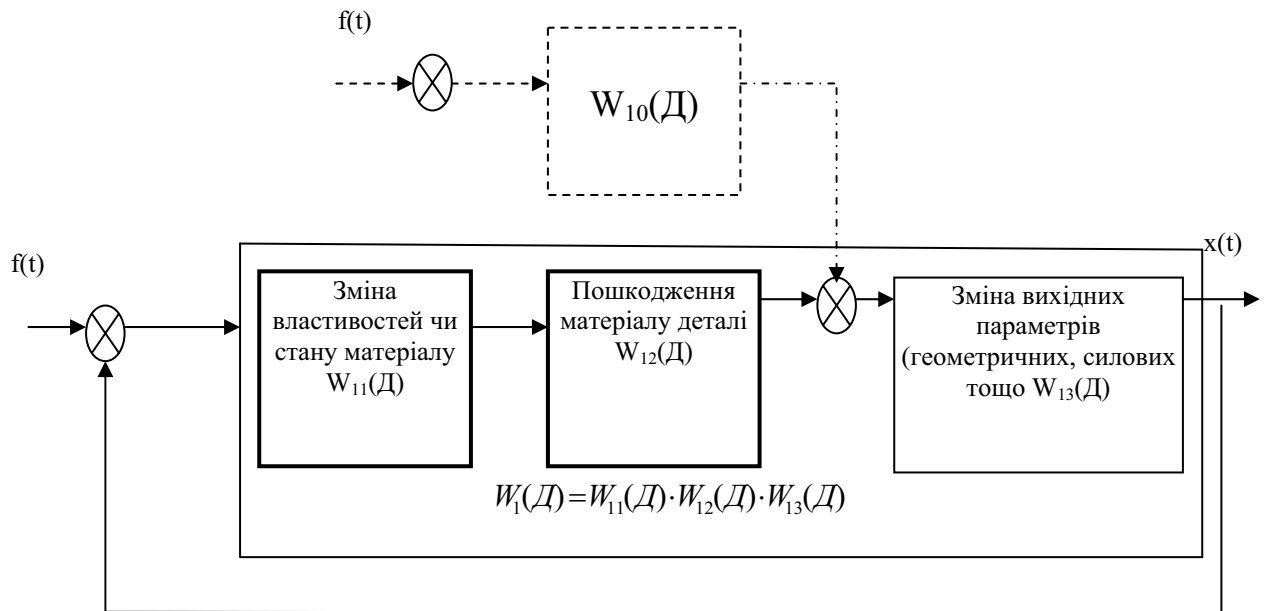 f(t)
W₁₀(Д)
f(t)
x(t)
Зміна
властивостей чи
стану матеріалу
W₁₁(Д)
Пошкодження
матеріалу деталі
W₁₂(Д)
Зміна вихідних
параметрів
(геометричних, силових
тощо W₁₃(Д)
W₁(Д)=W₁₁(Д)·W₁₂(Д)·W₁₃(Д)